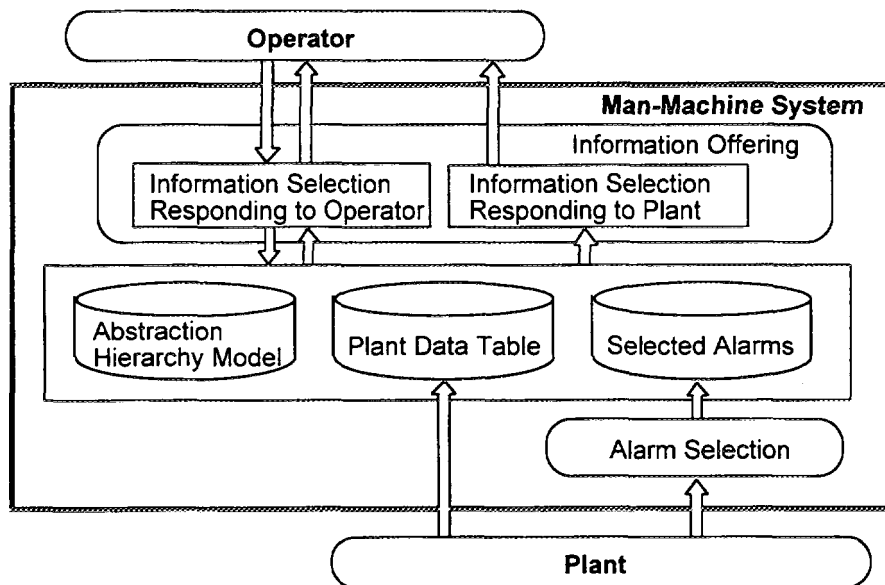 Operator
Man-Machine System
Information Offering
Information Selection
Responding to Operator
Information Selection
Responding to Plant
Abstraction
Hierarchy Model
Plant Data Table
Selected Alarms
Alarm Selection
Plant